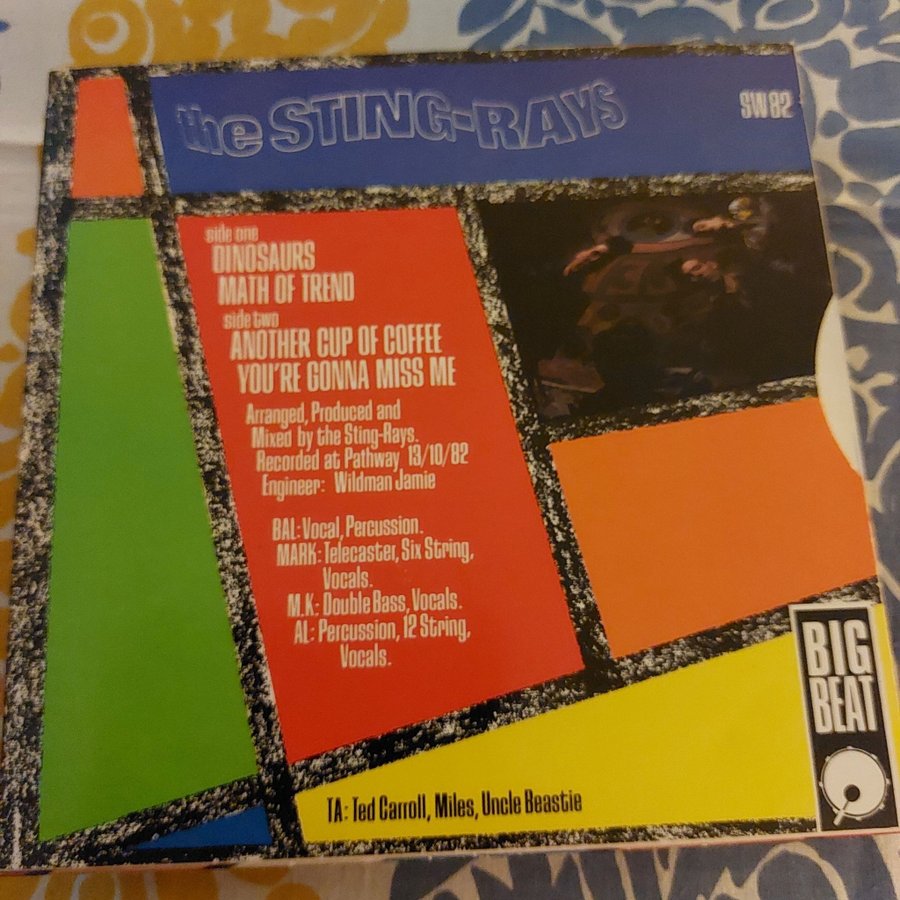 the STING-RAYS
SW 82
side one
DINOSAURS
MATH OF TREND
side two
ANOTHER CUP OF COFFEE
YOU'RE GONNA MISS ME
Arranged, Produced and
Mixed by the Sting-Rays.
Recorded at Pathway 13/10/82
Engineer: Wildman Jamie
BAL: Vocal, Percussion.
MARK: Telecaster, Six String,
Vocals.
M.K: Double Bass, Vocals.
AL: Percussion, 12 String,
Vocals.
BIG
BEAT
TA: Ted Carroll, Miles, Uncle Beastie